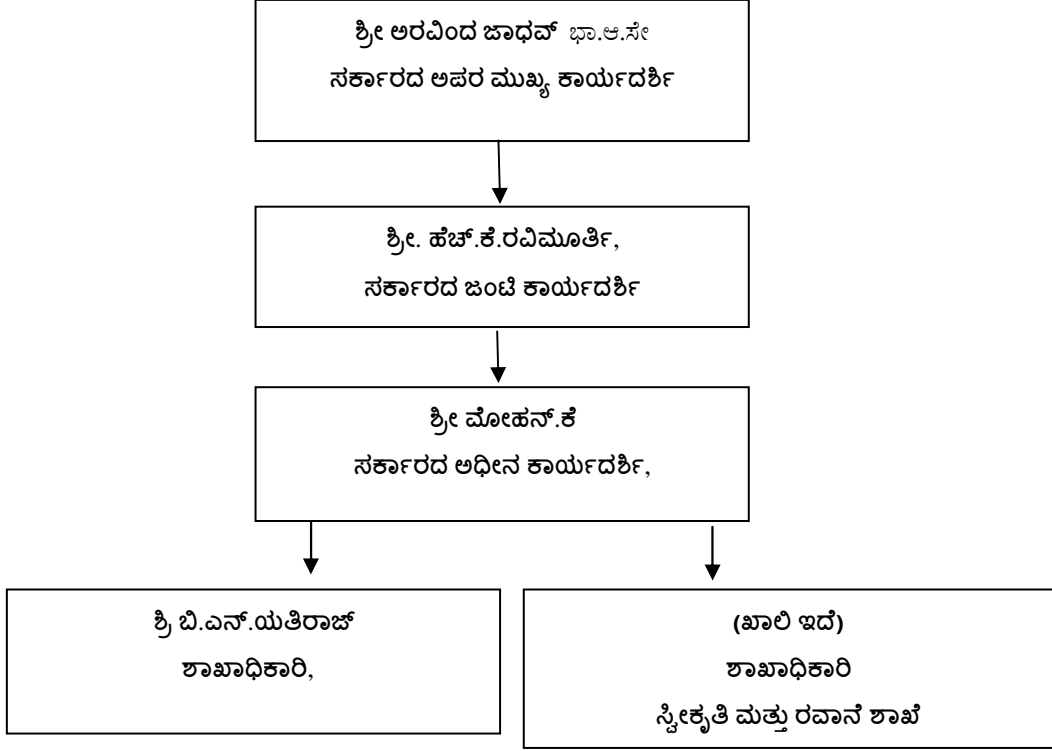 ಶ್ರೀ ಅರವಿಂದ ಜಾಧವ್ ಭಾ.ಆ.ಸೇ
ಸರ್ಕಾರದ ಅಪರ ಮುಖ್ಯ ಕಾರ್ಯದರ್ಶಿ
ಶ್ರೀ. ಹೆಚ್.ಕೆ.ರವಿಮೂರ್ತಿ,
ಸರ್ಕಾರದ ಜಂಟಿ ಕಾರ್ಯದರ್ಶಿ
ಶ್ರೀ ಮೋಹನ್.ಕೆ
ಸರ್ಕಾರದ ಅಧೀನ ಕಾರ್ಯದರ್ಶಿ,
ಶ್ರಿ ಬಿ.ಎನ್.ಯತಿರಾಜ್
ಶಾಖಾಧಿಕಾರಿ,
(ಖಾಲಿ ಇದೆ)
ಶಾಖಾಧಿಕಾರಿ
ಸ್ವೀಕೃತಿ ಮತ್ತು ರವಾನೆ ಶಾಖೆ